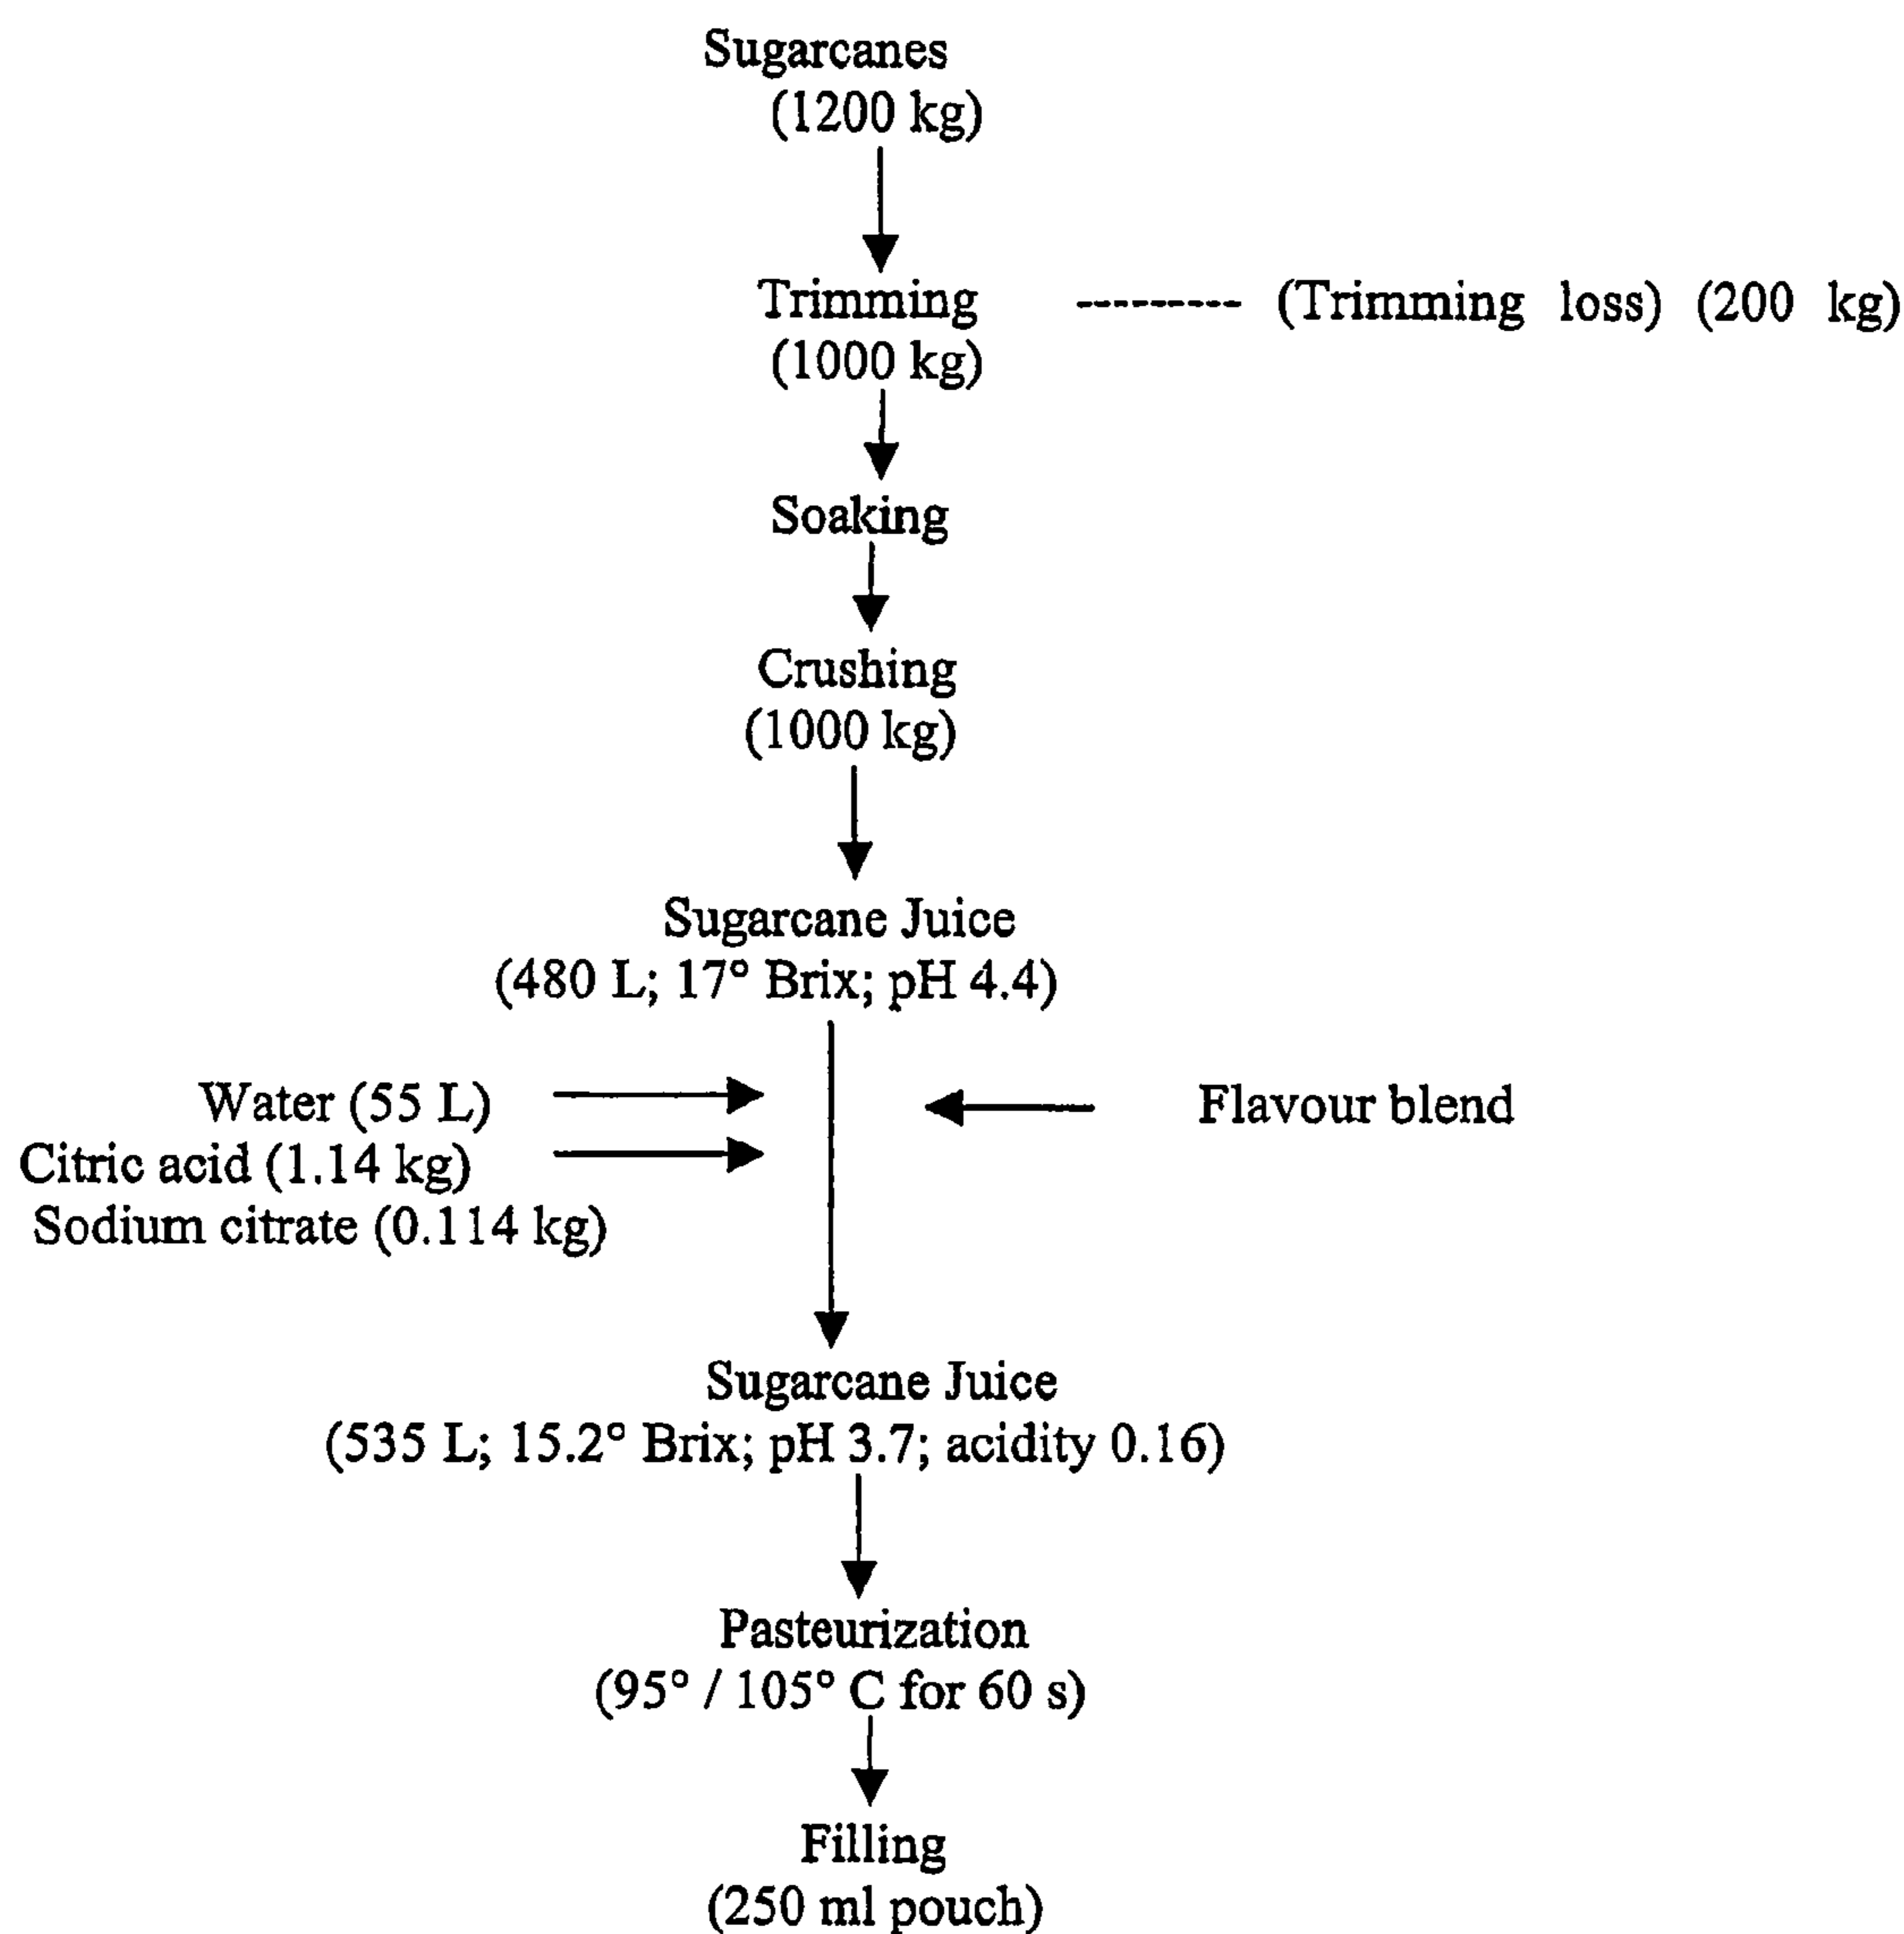 Sugarcanes
(1200 kg)
Trimming
(1000 kg)
(Trimming loss) (200 kg)
Soaking
Crushing
(1000 kg)
Sugarcane Juice
(480 L; 17° Brix; pH 4.4)
Water (55 L)
Flavour blend
Citric acid (1.14 kg)
Sodium citrate (0.114 kg)
Sugarcane Juice
(535 L; 15.2° Brix; pH 3.7; acidity 0.16)
Pasteurization
(95° / 105° C for 60 s)
Filling
(250 ml pouch)